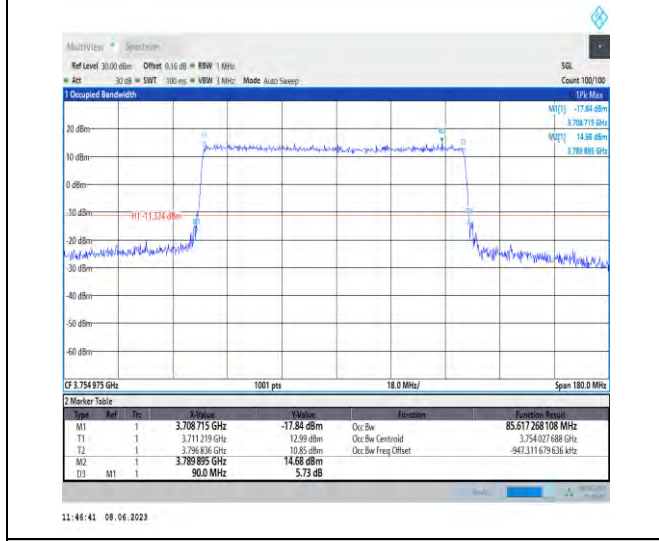 MultiView Spectrum
Ref Level 30.00 dBm Offset 0.16 dB RBW 1 MHz SGL
Att 30 dB SWT 100 ms VBW 3 MHz Mode Auto Sweep Count 100/100
1 Occupied Bandwidth 1Pk Max
M1[1] -17.84 dBm
3.708 715 GHz
M2[1] 14.68 dBm
3.789 895 GHz
20 dBm
10 dBm
0 dBm
-10 dBm
H1 -11.324 dBm
-20 dBm
-30 dBm
-40 dBm
-50 dBm
-60 dBm
CF 3.754 975 GHz 1001 pts 18.0 MHz/ Span 180.0 MHz
2 Marker Table
Type Ref Trc X-Value Y-Value Function Function Result
M1 1 3.708 715 GHz -17.84 dBm Occ Bw 85.617 268 108 MHz
T1 1 3.711 219 GHz 12.99 dBm Occ Bw Centroid 3.754 027 688 GHz
T2 1 3.796 836 GHz 10.85 dBm Occ Bw Freq Offset -947.311 679 636 kHz
M2 1 3.789 895 GHz 14.68 dBm
D3 M1 1 90.0 MHz 5.73 dB
11:46:41 08.06.2023